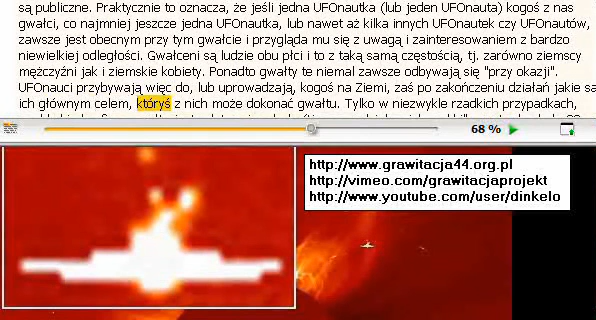 są publiczne. Praktycznie to oznacza, że jeśli jedna UFOnautka (lub jeden UFOnauta) kogoś z nas
gwałci, co najmniej jeszcze jedna UFOnautka, lub nawet aż kilka innych UFOnautek czy UFOnautów,
zawsze jest obecnym przy tym gwałcie i przygląda mu się z uwagą i zainteresowaniem z bardzo
niewielkiej odległości. Gwałceni są ludzie obu płci i to z taką samą częstością, tj. zarówno ziemscy
mężczyźni jak i ziemskie kobiety. Ponadto gwałty te niemal zawsze odbywają się "przy okazji".
UFOnauci przybywają więc do, lub uprowadzają, kogoś na Ziemi, zaś po zakończeniu działań jakie są
ich głównym celem, któryś z nich może dokonać gwałtu. Tylko w niezwykle rzadkich przypadkach,
68 %
http://www.grawitacja44.org.pl
http://vimeo.com/grawitacjaprojekt
http://www.youtube.com/user/dinkelo